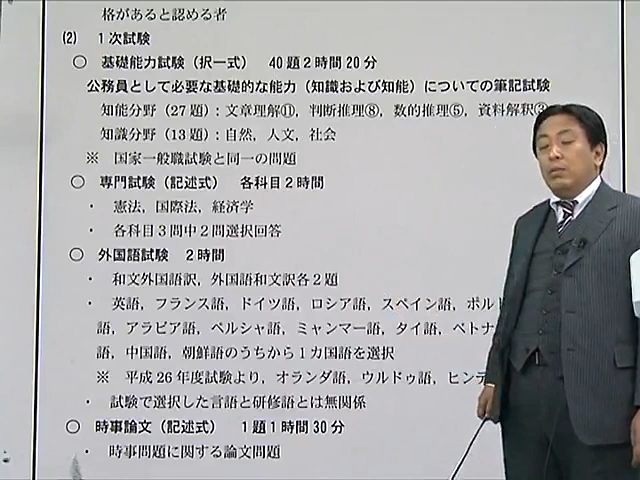 格があると認める者
(2) 1次試験
○ 基礎能力試験（択一式） 40題2時間20分
公務員として必要な基礎的な能力（知識および知能）についての筆記試験
知能分野（27題）：文章理解⑪，判断推理⑧，数的推理⑤，資料解釈③
知識分野（13題）：自然，人文，社会
※ 国家一般職試験と同一の問題
○ 専門試験（記述式） 各科目2時間
・ 憲法，国際法，経済学
・ 各科目3問中2問選択回答
○ 外国語試験 2時間
・ 和文外国語訳，外国語和文訳各2題
・ 英語，フランス語，ドイツ語，ロシア語，スペイン語，ポル
語，アラビア語，ペルシャ語，ミャンマー語，タイ語，ベトナ
語，中国語，朝鮮語のうちから1カ国語を選択
※ 平成26年度試験より，オランダ語，ウルドゥ語，ヒンデ
・ 試験で選択した言語と研修語とは無関係
○ 時事論文（記述式） 1題1時間30分
・ 時事問題に関する論文問題